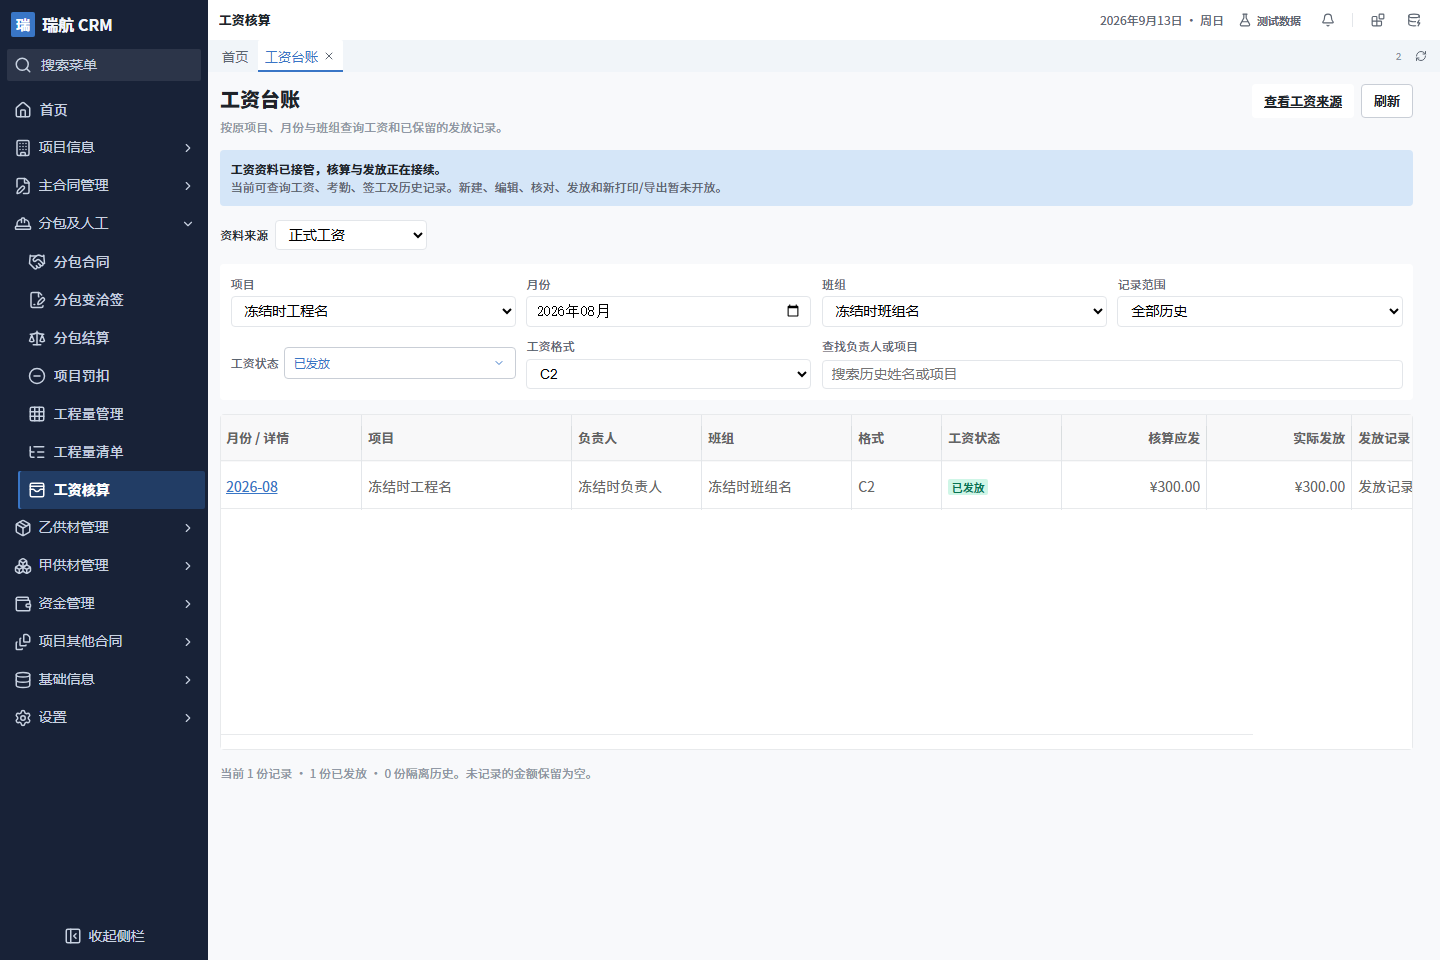 瑞 瑞航 CRM
搜索菜单
首页
项目信息
主合同管理
分包及人工
分包合同
分包变洽签
分包结算
项目罚扣
工程量管理
工程量清单
工资核算
乙供材管理
甲供材管理
资金管理
项目其他合同
基础信息
设置
收起侧栏
工资核算
2026年9月13日 • 周日 测试数据
首页 工资台账 ×
2
工资台账
按原项目、月份与班组查询工资和已保留的发放记录。
查看工资来源 刷新
工资资料已接管，核算与发放正在接续。
当前可查询工资、考勤、签工及历史记录。新建、编辑、核对、发放和新打印/导出暂未开放。
资料来源 正式工资
项目 月份 班组 记录范围
冻结时工程名 2026年08月 冻结时班组名 全部历史
工资状态 已发放 工资格式 查找负责人或项目
C2 搜索历史姓名或项目
月份 / 详情 项目 负责人 班组 格式 工资状态 核算应发 实际发放 发放记录
2026-08 冻结时工程名 冻结时负责人 冻结时班组名 C2 已发放 ¥300.00 ¥300.00 发放记录
当前 1 份记录 • 1 份已发放 • 0 份隔离历史。未记录的金额保留为空。